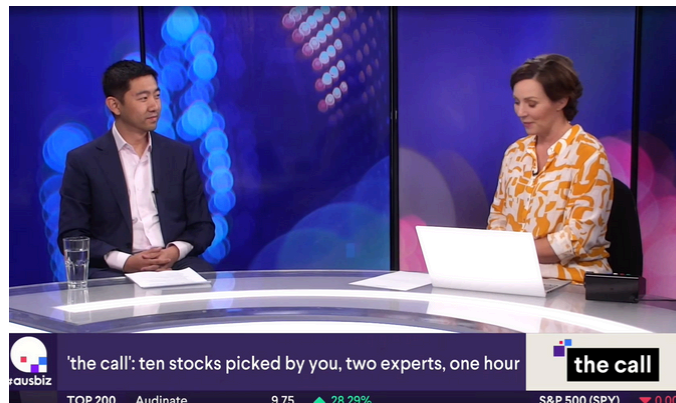 'the call': ten stocks picked by you, two experts, one hour
the call
#ausbiz
TOP 200 Audinate 9.75 28.29% S&P 500 (SPY)